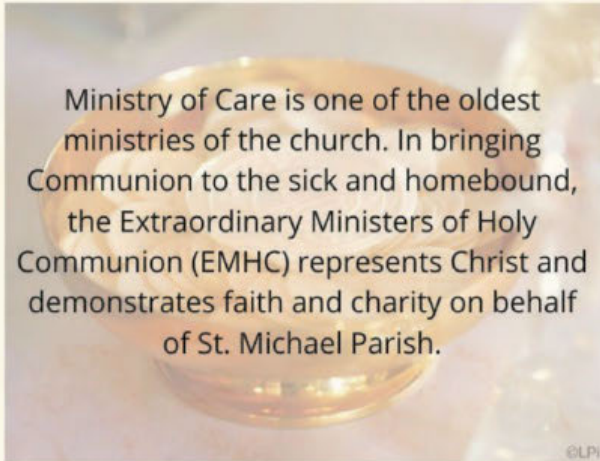 Ministry of Care is one of the oldest
ministries of the church. In bringing
Communion to the sick and homebound,
the Extraordinary Ministers of Holy
Communion (EMHC) represents Christ and
demonstrates faith and charity on behalf
of St. Michael Parish.
©LPi